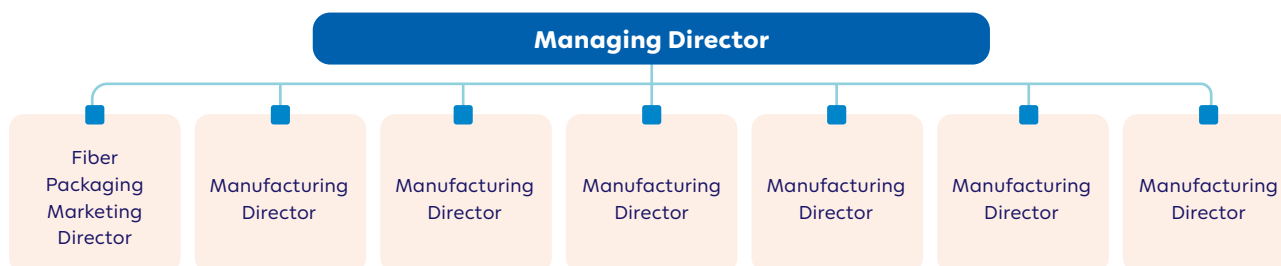 Managing Director
Fiber
Packaging
Marketing
Director
Manufacturing
Director
Manufacturing
Director
Manufacturing
Director
Manufacturing
Director
Manufacturing
Director
Manufacturing
Director